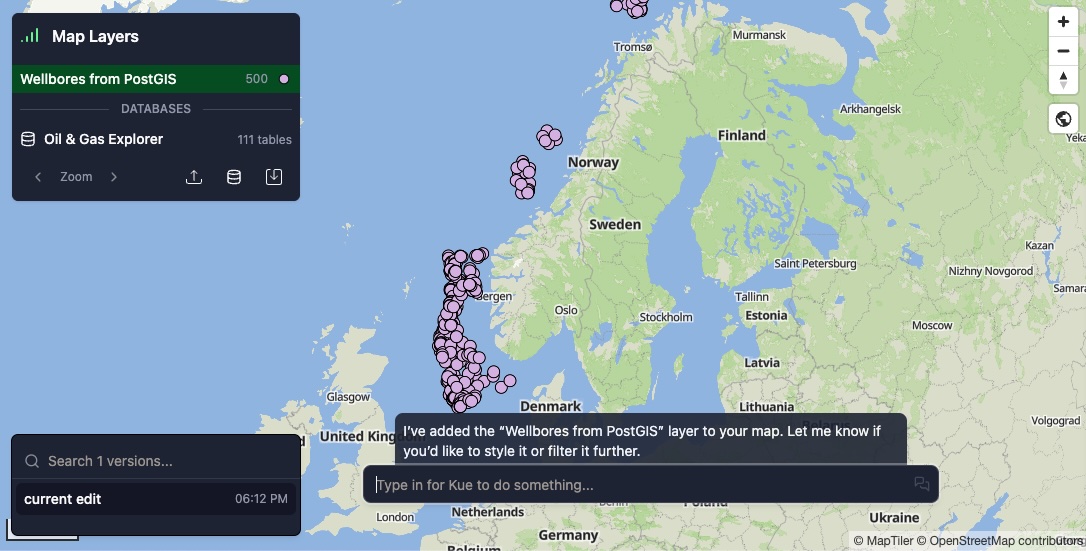 Map Layers
Wellbores from PostGIS 500
DATABASES
Oil & Gas Explorer 111 tables
Zoom
Tromsø
Murmansk
Arkhangelsk
Finland
Norway
Sweden
Saint Petersburg
Kazan
Nizhny Novgorod
Bergen
Oslo
Stockholm
Tallinn
Estonia
Moscow
Latvia
Glasgow
Denmark
Lithuania
Volgograd
United Kingdom
I've added the “Wellbores from PostGIS” layer to your map. Let me know if
you'd like to style it or filter it further.
Search 1 versions...
Type in for Kue to do something...
current edit 06:12 PM
London
Netherlands
Poland
Ukraine
Germany
Belgium
© MapTiler © OpenStreetMap contributors